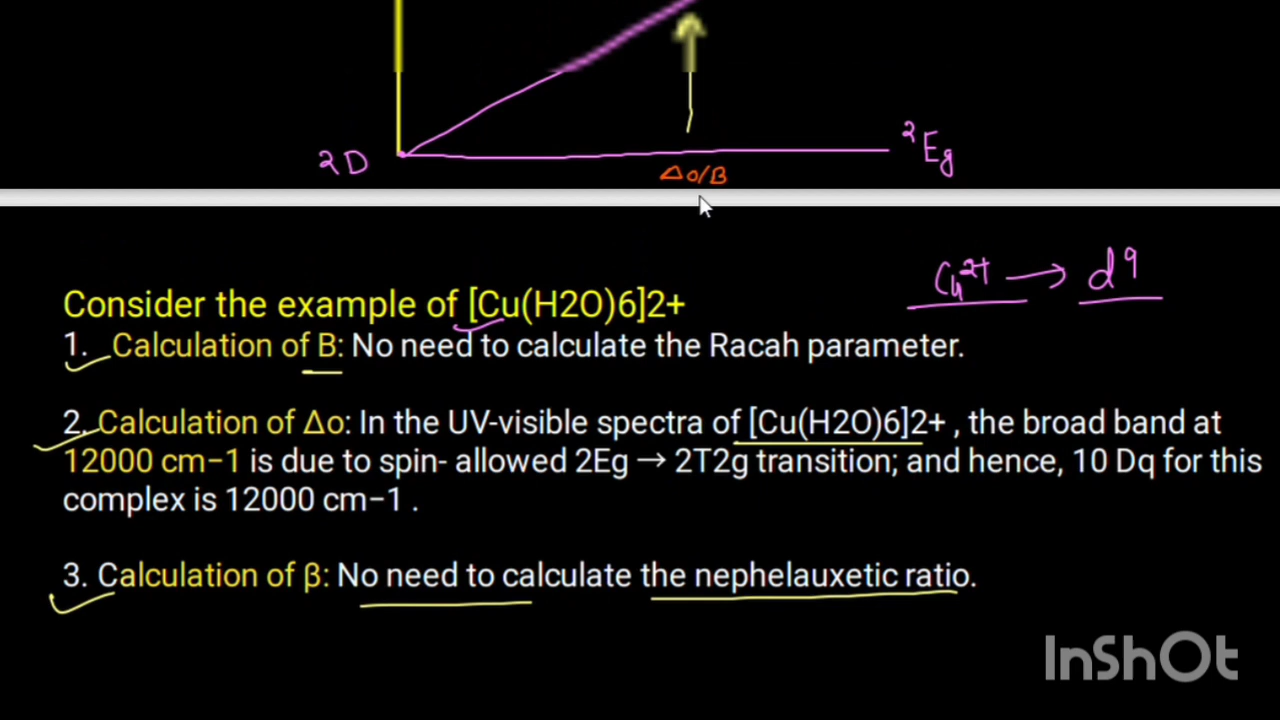 2D
2Eg
Δo/B
Cu2+ → d9
Consider the example of [Cu(H2O)6]2+
1. Calculation of B: No need to calculate the Racah parameter.
2. Calculation of Δo: In the UV-visible spectra of [Cu(H2O)6]2+ , the broad band at
12000 cm−1 is due to spin- allowed 2Eg → 2T2g transition; and hence, 10 Dq for this
complex is 12000 cm−1 .
3. Calculation of β: No need to calculate the nephelauxetic ratio.
InShOt